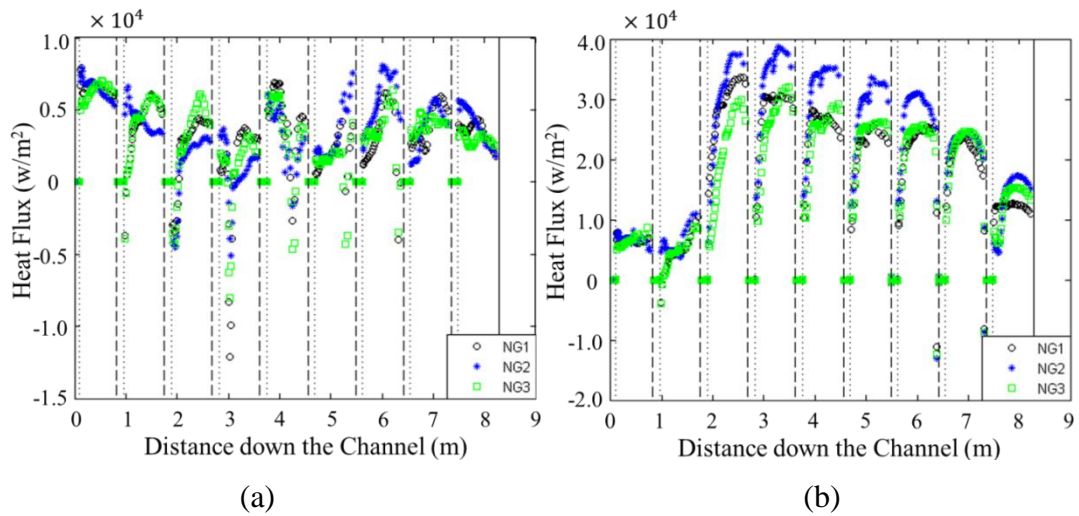 × 10⁴
1.0
0.5
0
-0.5
-1.0
-1.5
Heat Flux (w/m²)
NG1
NG2
NG3
0 1 2 3 4 5 6 7 8 9
Distance down the Channel (m)
(a)
× 10⁴
4.0
3.0
2.0
1.0
0
-1.0
-2.0
Heat Flux (w/m²)
NG1
NG2
NG3
0 1 2 3 4 5 6 7 8 9
Distance down the Channel (m)
(b)